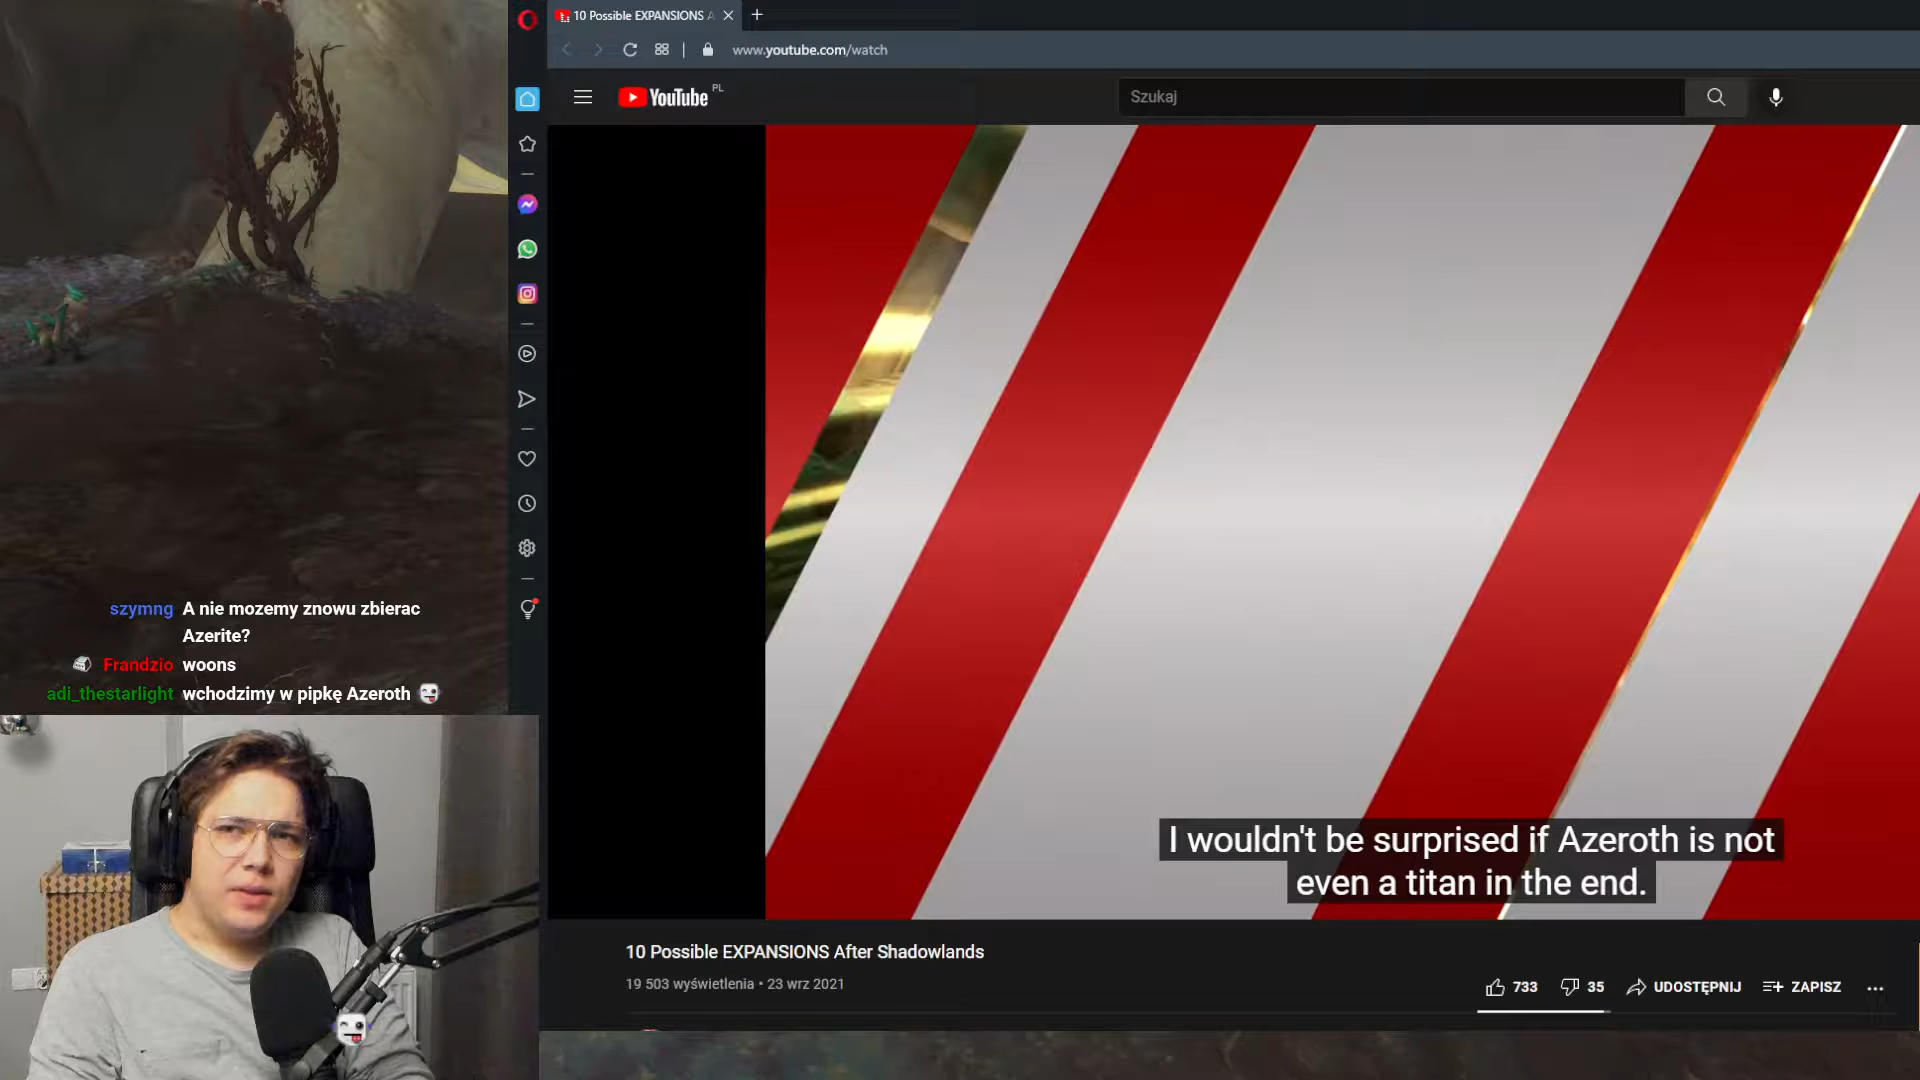 10 Possible EXPANSIONS A
www.youtube.com/watch
YouTube PL
Szukaj
szymng A nie mozemy znowu zbierac
Azerite?
Frandzio woons
adi_thestarlight wchodzimy w pipkę Azeroth
I wouldn't be surprised if Azeroth is not
even a titan in the end.
10 Possible EXPANSIONS After Shadowlands
19 503 wyświetlenia • 23 wrz 2021
733 35 UDOSTĘPNIJ ZAPISZ